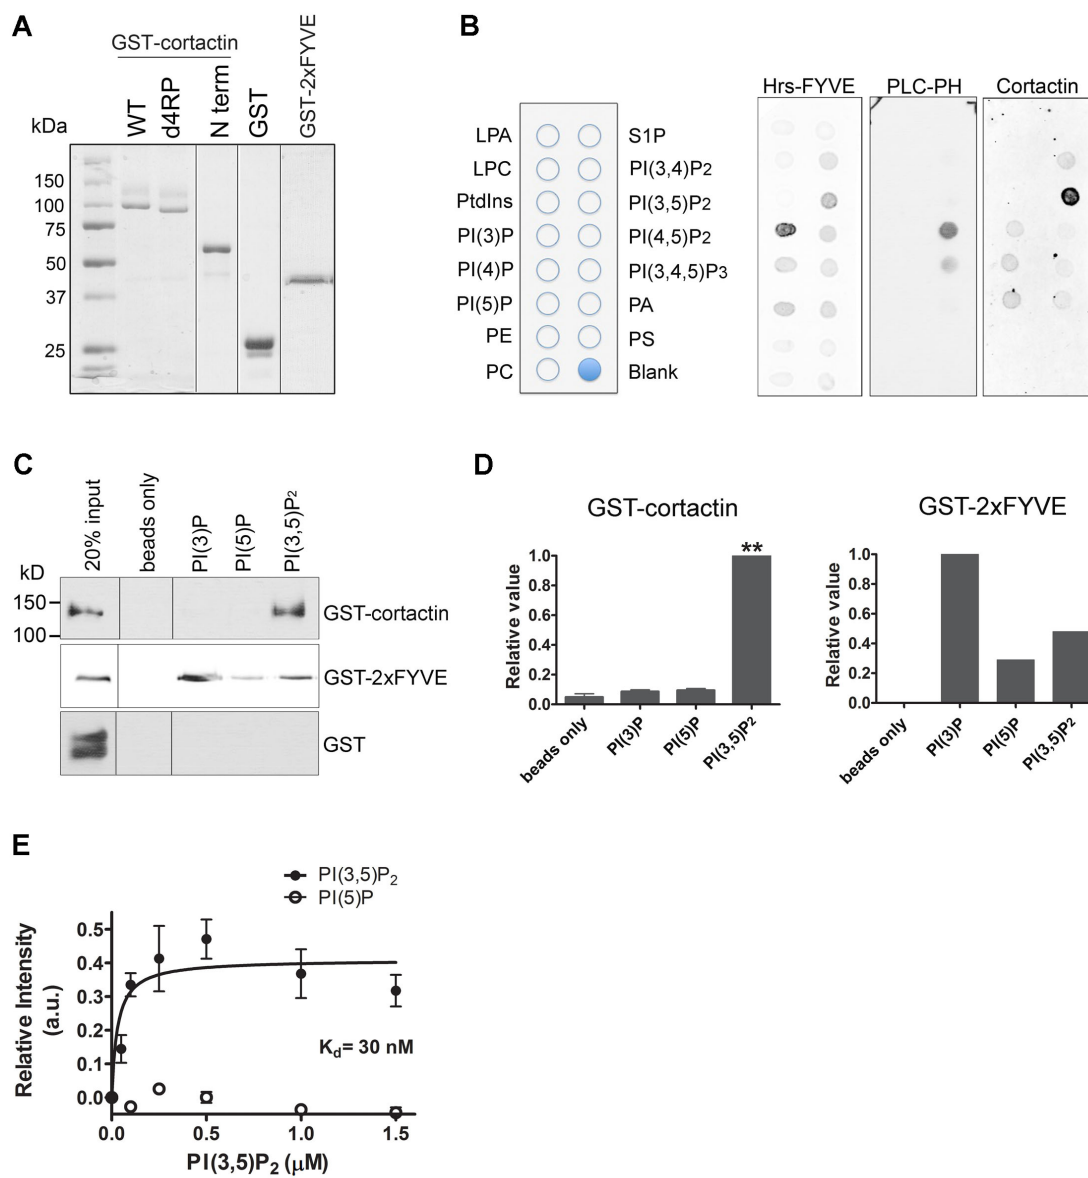 A
GST-cortactin
kDa
WT
d4RP
N term
GST
GST-2xFYVE
150
100
75
50
37
25
B
Hrs-FYVE PLC-PH Cortactin
LPA S1P
LPC PI(3,4)P2
PtdIns PI(3,5)P2
PI(3)P PI(4,5)P2
PI(4)P PI(3,4,5)P3
PI(5)P PA
PE PS
PC Blank
C
kD
20% input
beads only
PI(3)P
PI(5)P
PI(3,5)P2
150
100
GST-cortactin
GST-2xFYVE
GST
D
GST-cortactin
Relative value
1.0
0.8
0.6
0.4
0.2
0.0
**
beads only
PI(3)P
PI(5)P
PI(3,5)P2
GST-2xFYVE
Relative value
1.0
0.8
0.6
0.4
0.2
0.0
beads only
PI(3)P
PI(5)P
PI(3,5)P2
E
PI(3,5)P2
PI(5)P
Relative Intensity
(a.u.)
0.5
0.4
0.3
0.2
0.1
0.0
Kd= 30 nM
0.0 0.5 1.0 1.5
PI(3,5)P2 (μM)